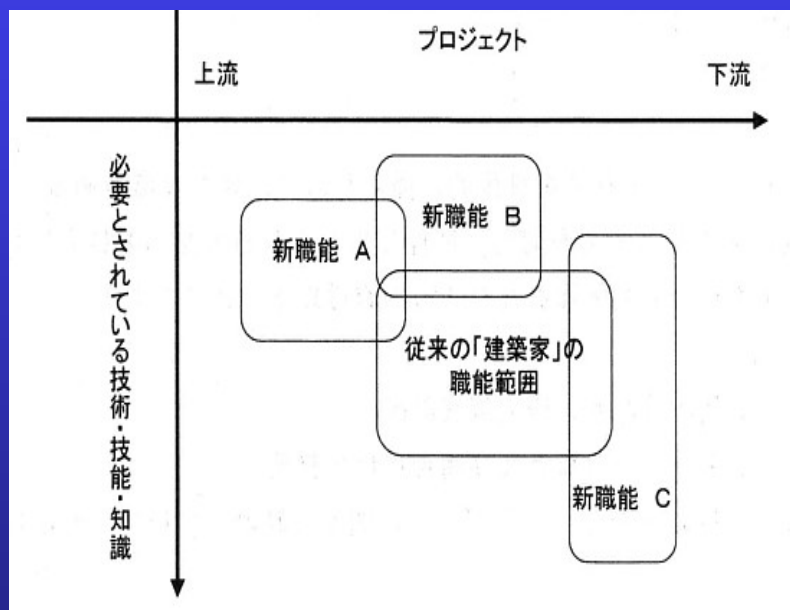 プロジェクト
上流
下流
必要とされている技術・技能・知識
新職能 A
新職能 B
従来の「建築家」の
職能範囲
新職能 C